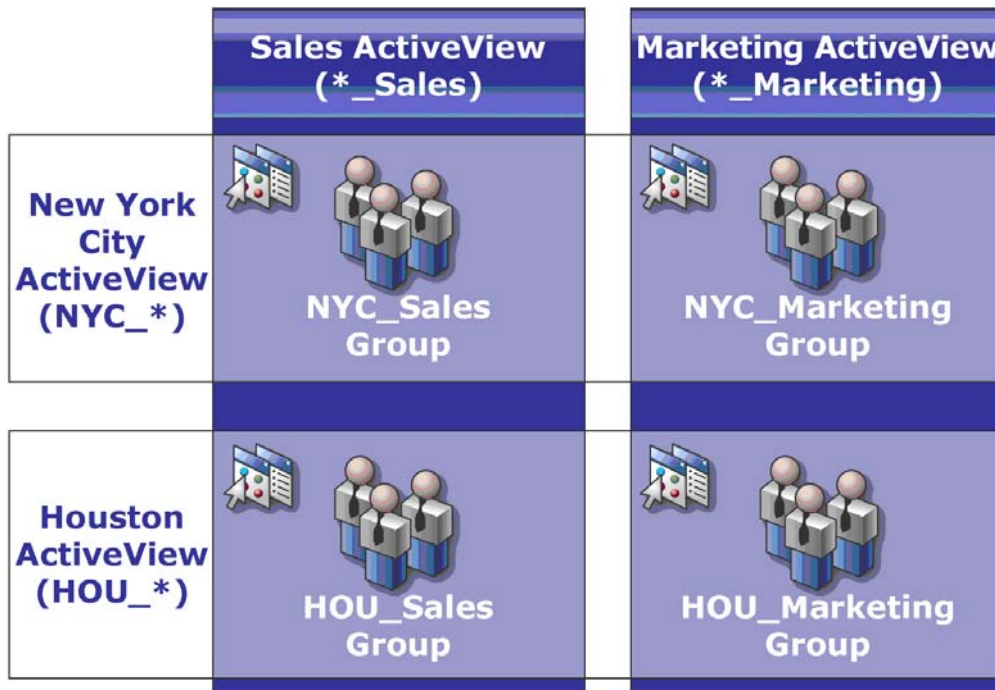 Sales ActiveView
(*_Sales)
Marketing ActiveView
(*_Marketing)
New York
City
ActiveView
(NYC_*)
NYC_Sales
Group
NYC_Marketing
Group
Houston
ActiveView
(HOU_*)
HOU_Sales
Group
HOU_Marketing
Group